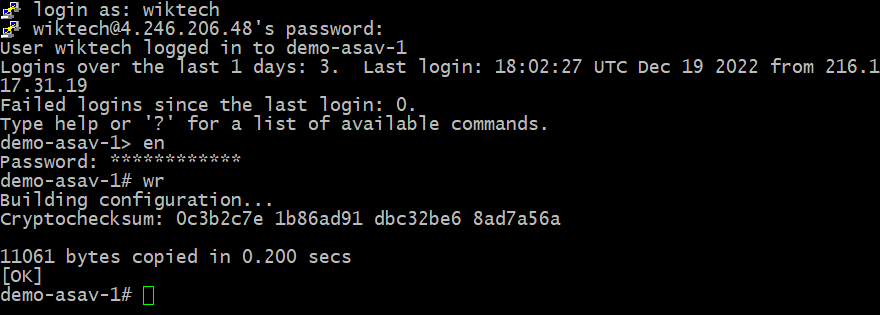 login as: wiktech
wiktech@4.246.206.48's password:
User wiktech logged in to demo-asav-1
Logins over the last 1 days: 3.  Last login: 18:02:27 UTC Dec 19 2022 from 216.1
17.31.19
Failed logins since the last login: 0.
Type help or '?' for a list of available commands.
demo-asav-1> en
Password: ************
demo-asav-1# wr
Building configuration...
Cryptochecksum: 0c3b2c7e 1b86ad91 dbc32be6 8ad7a56a

11061 bytes copied in 0.200 secs
[OK]
demo-asav-1#